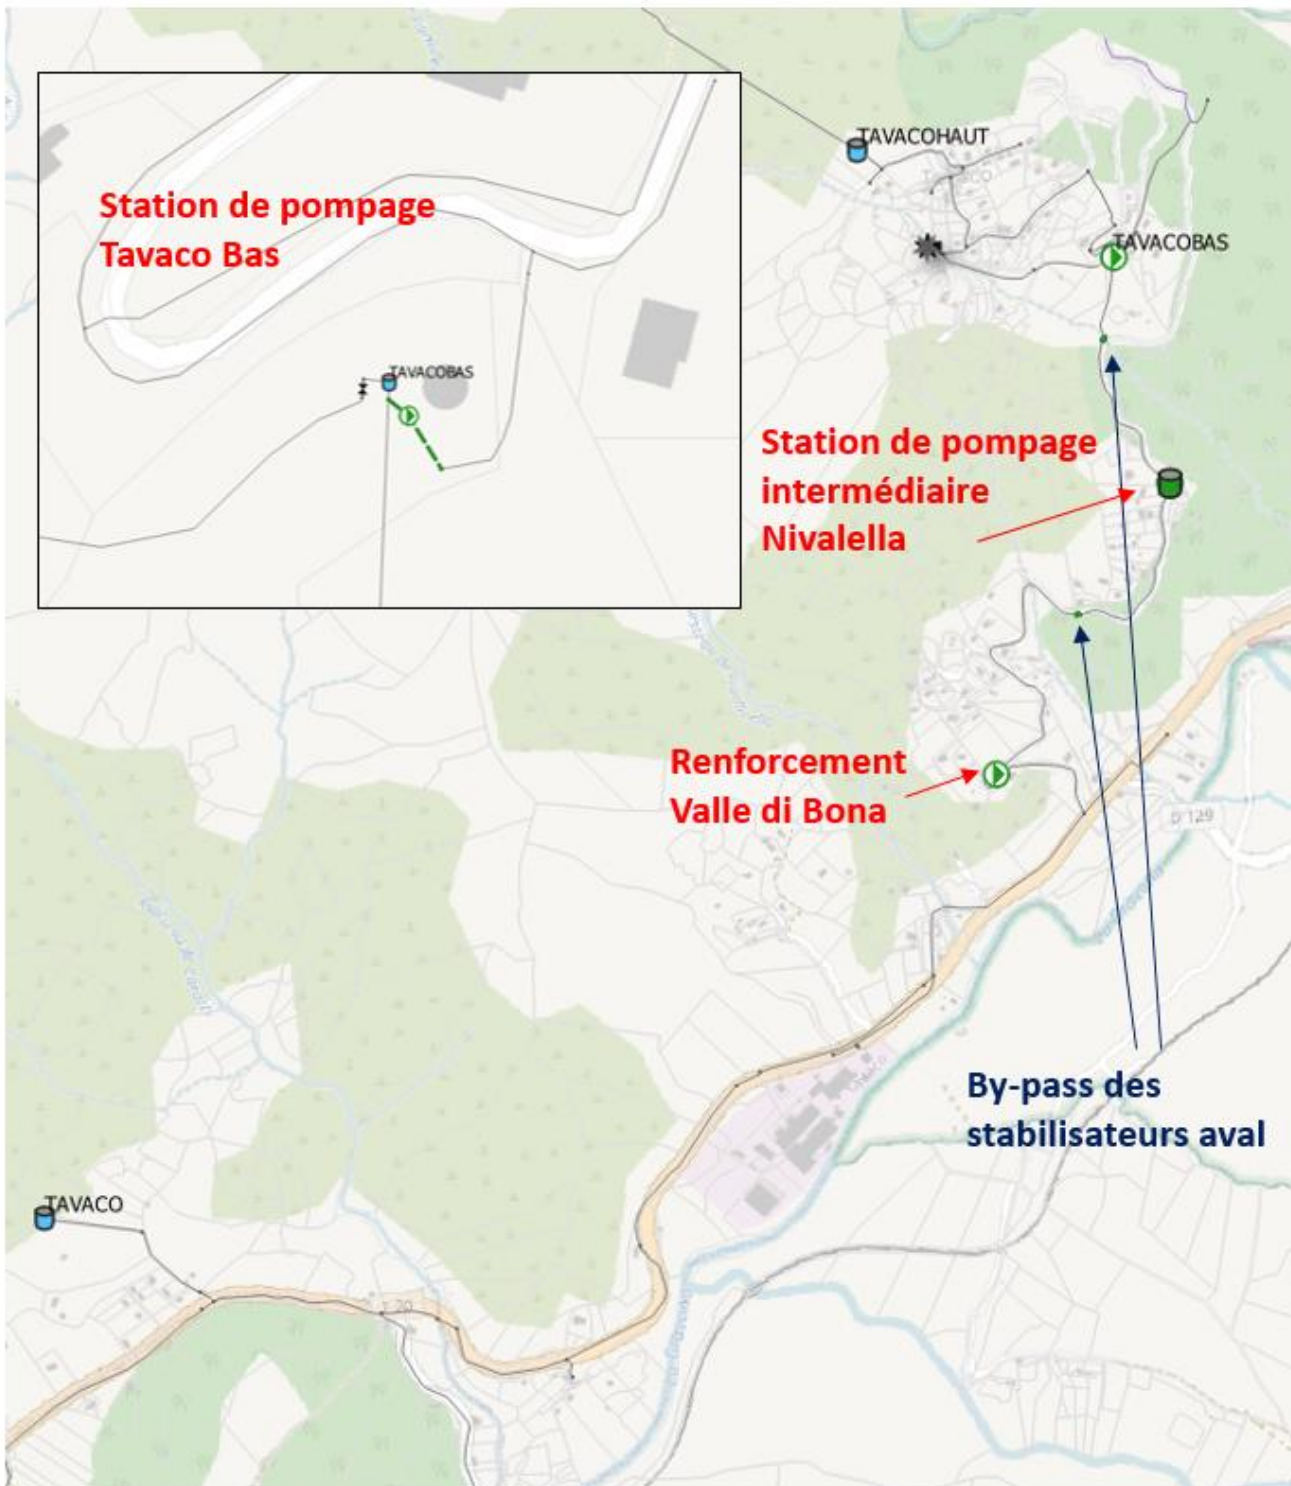 TAVACOHAUT
Station de pompage
Tavaco Bas
TAVACOBAS
TAVACOBAS
Station de pompage
intermédiaire
Nivalella
Renforcement
Valle di Bona
D 129
By-pass des
stabilisateurs aval
TAVACO